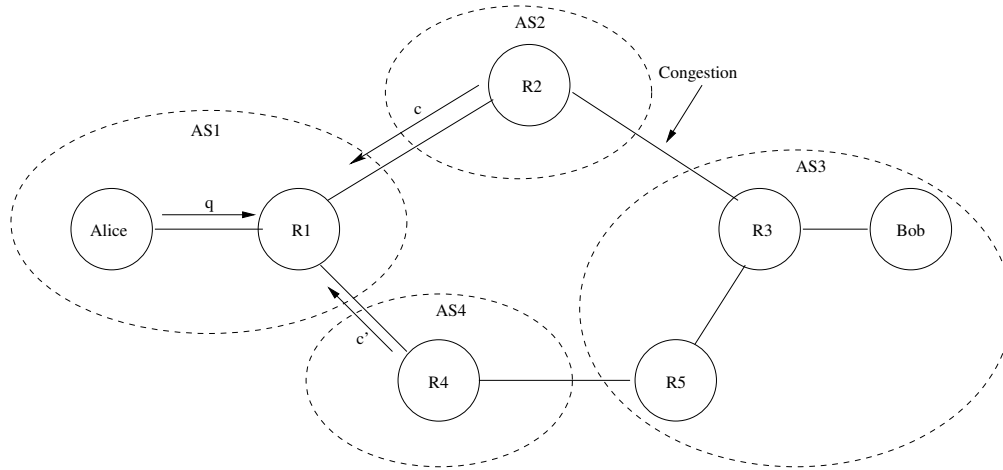 AS2
R2
Congestion
c
AS1
AS3
q
Alice
R1
R3
Bob
AS4
c'
R4
R5